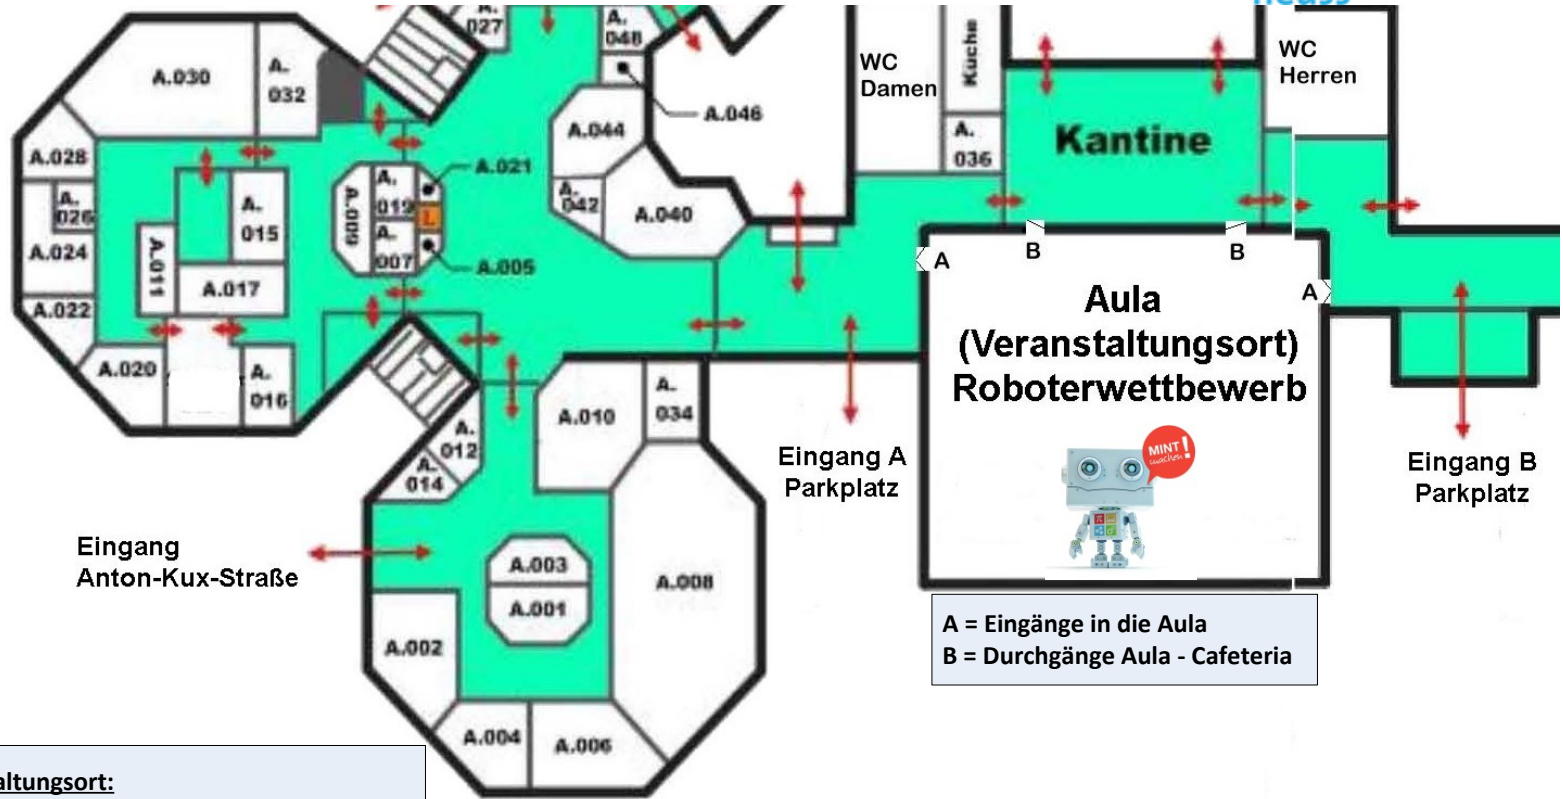 A.
027
A.
048
A.030
A.
032
A.046
A.044
WC
Damen
Küche
A.
036
Kantine
WC
Herren
A.028
A.
026
A.
015
A.009
A.
019
A.021
L
A.
007
A.005
A.
042
A.040
A.024
A.011
A.017
A.022
A.020
A.
016
A
B
B
A
Aula
(Veranstaltungsort)
Roboterwettbewerb
MINT
machen!
A.010
A.
034
A.
012
A.
014
Eingang A
Parkplatz
Eingang B
Parkplatz
Eingang
Anton-Kux-Straße
A.003
A.001
A.008
A.002
A.004
A.006
A = Eingänge in die Aula
B = Durchgänge Aula - Cafeteria
altungsort: